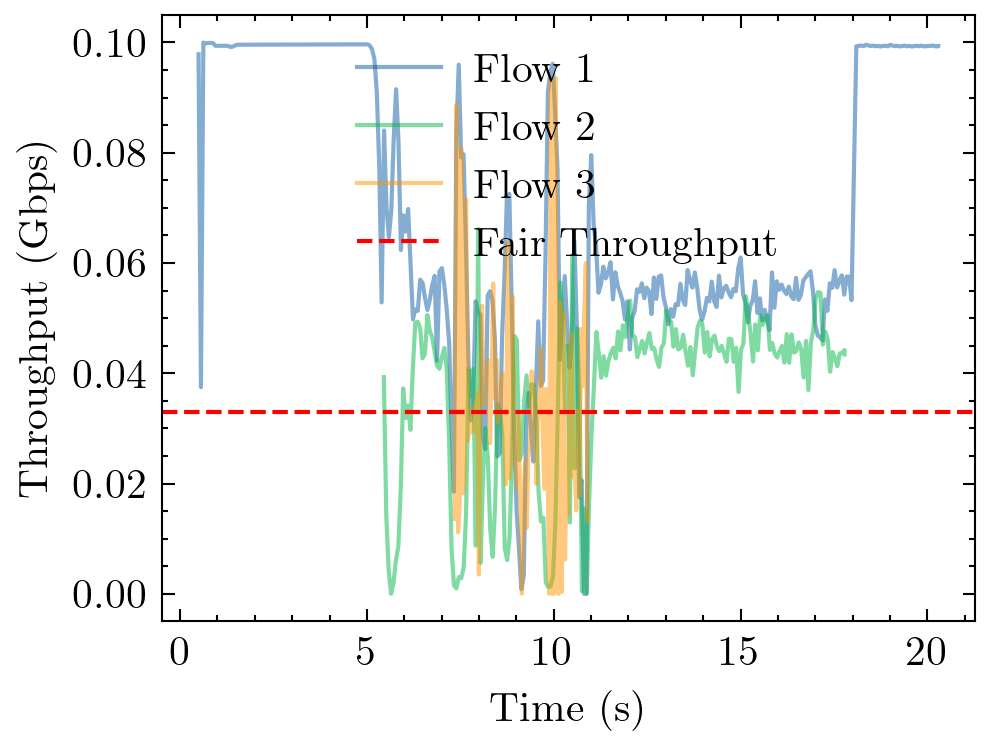 Throughput (Gbps)
0.10
0.08
0.06
0.04
0.02
0.00
Flow 1
Flow 2
Flow 3
Fair Throughput
0 5 10 15 20
Time (s)